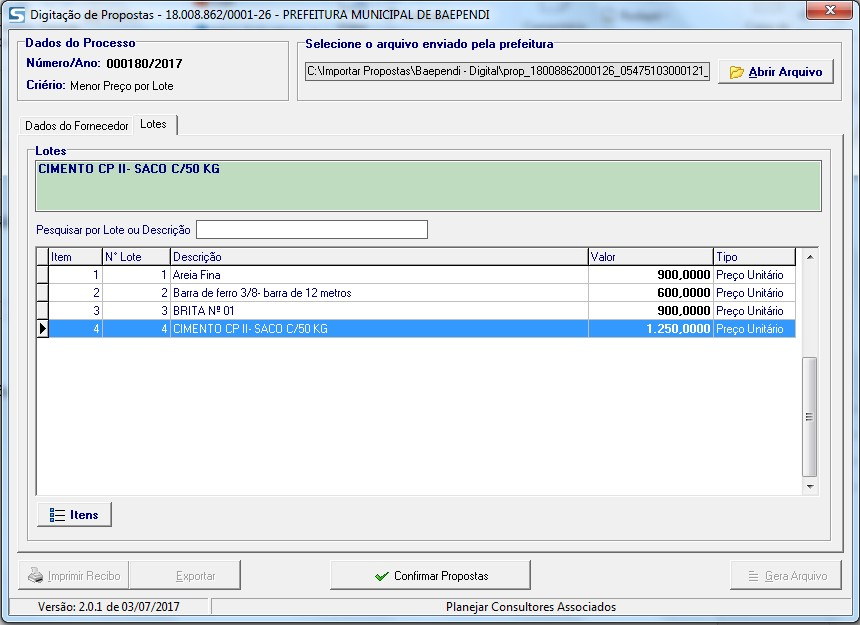 Digitação de Propostas - 18.008.862/0001-26 - PREFEITURA MUNICIPAL DE BAEPENDI
Dados do Processo
Número/Ano: 000180/2017
Criério: Menor Preço por Lote
Selecione o arquivo enviado pela prefeitura
C:\Importar Propostas\Baependi - Digital\prop_18008862000126_05475103000121_
Abrir Arquivo
Dados do Fornecedor Lotes
Lotes
CIMENTO CP II- SACO C/50 KG
Pesquisar por Lote ou Descrição
Item N° Lote Descrição Valor Tipo
1 1 Areia Fina 900,0000 Preço Unitário
2 2 Barra de ferro 3/8- barra de 12 metros 600,0000 Preço Unitário
3 3 BRITA Nº 01 900,0000 Preço Unitário
4 4 CIMENTO CP II- SACO C/50 KG 1.250,0000 Preço Unitário
Itens
Imprimir Recibo Exportar Confirmar Propostas Gera Arquivo
Versão: 2.0.1 de 03/07/2017 Planejar Consultores Associados